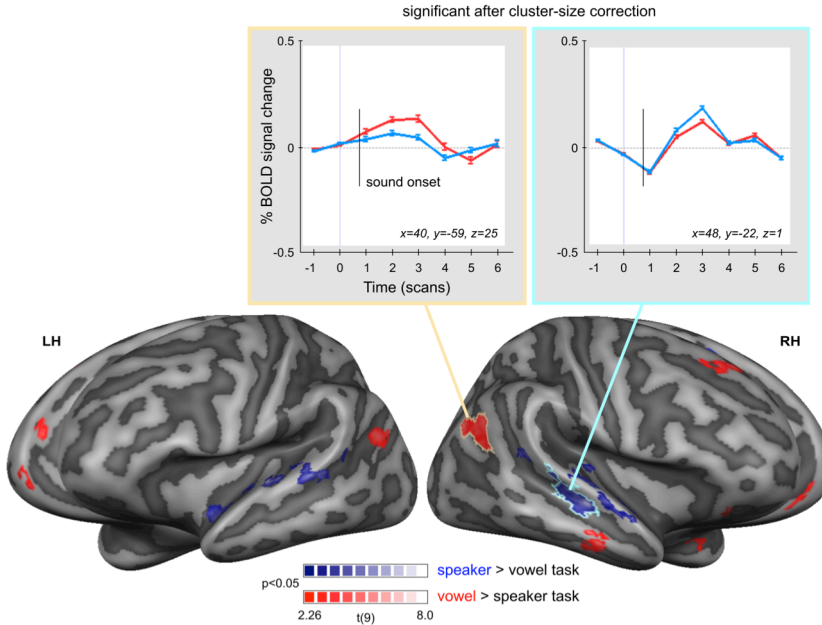 significant after cluster-size correction
% BOLD signal change
0.5
0
-0.5
sound onset
x=40, y=-59, z=25
-1 0 1 2 3 4 5 6
Time (scans)
0.5
0
-0.5
x=48, y=-22, z=1
-1 0 1 2 3 4 5 6
LH
RH
p<0.05
speaker > vowel task
vowel > speaker task
2.26 t(9) 8.0